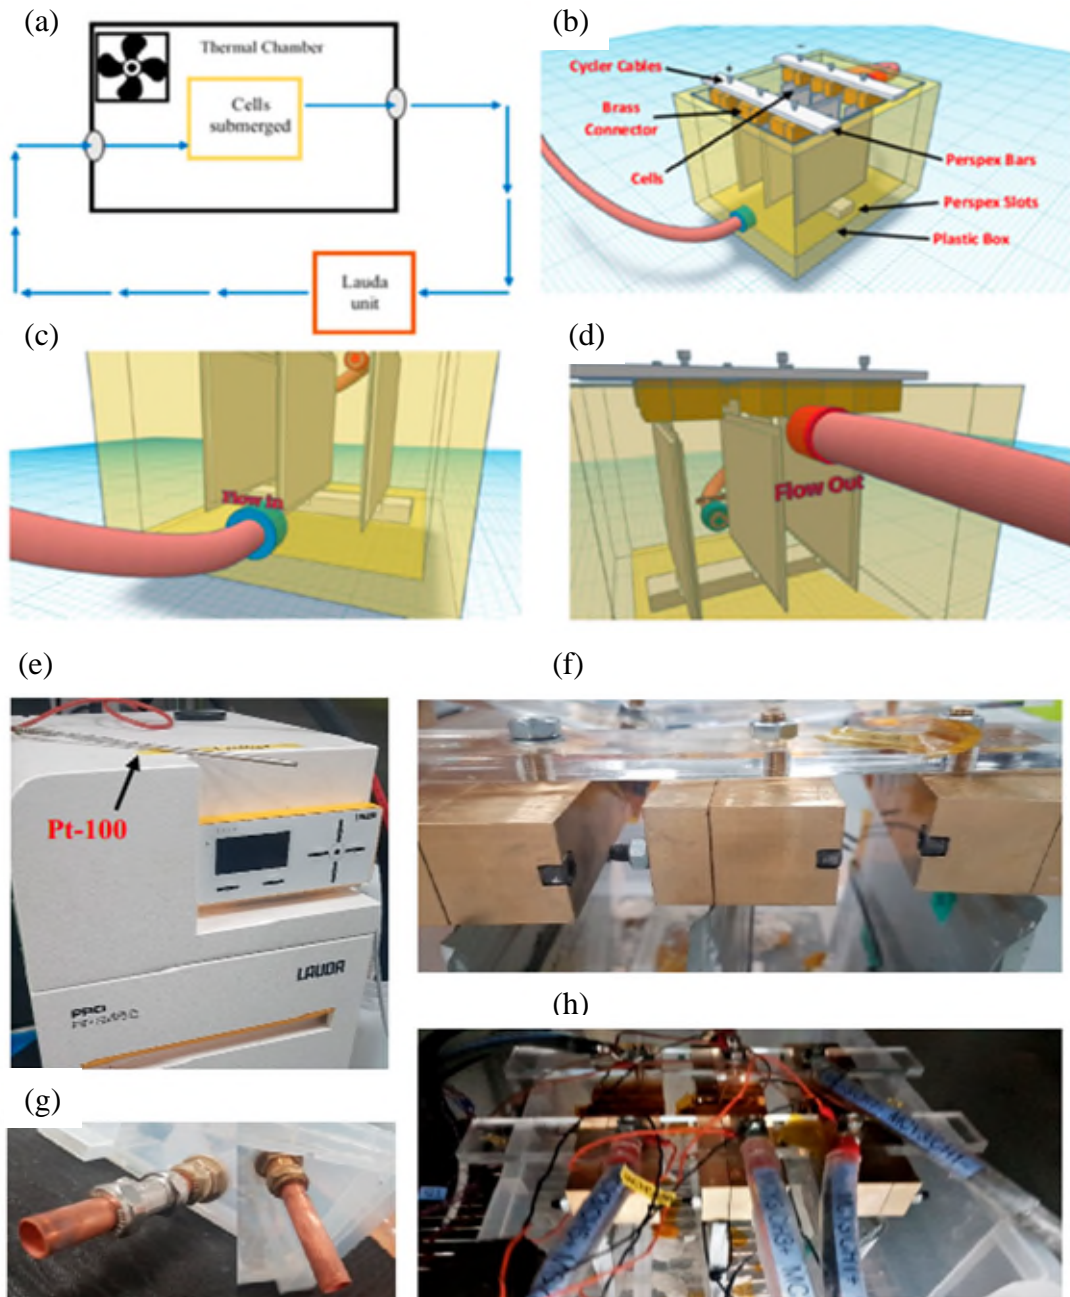 (a)
Thermal Chamber
Cells
submerged
Lauda
unit
(b)
Cycler Cables
+
-
Brass
Connector
Cells
Perspex Bars
Perspex Slots
Plastic Box
(c)
Flow In
(d)
Flow Out
(e)
Pt-100
LAUDA
LAUDA
PRO
(f)
(g)
(h)